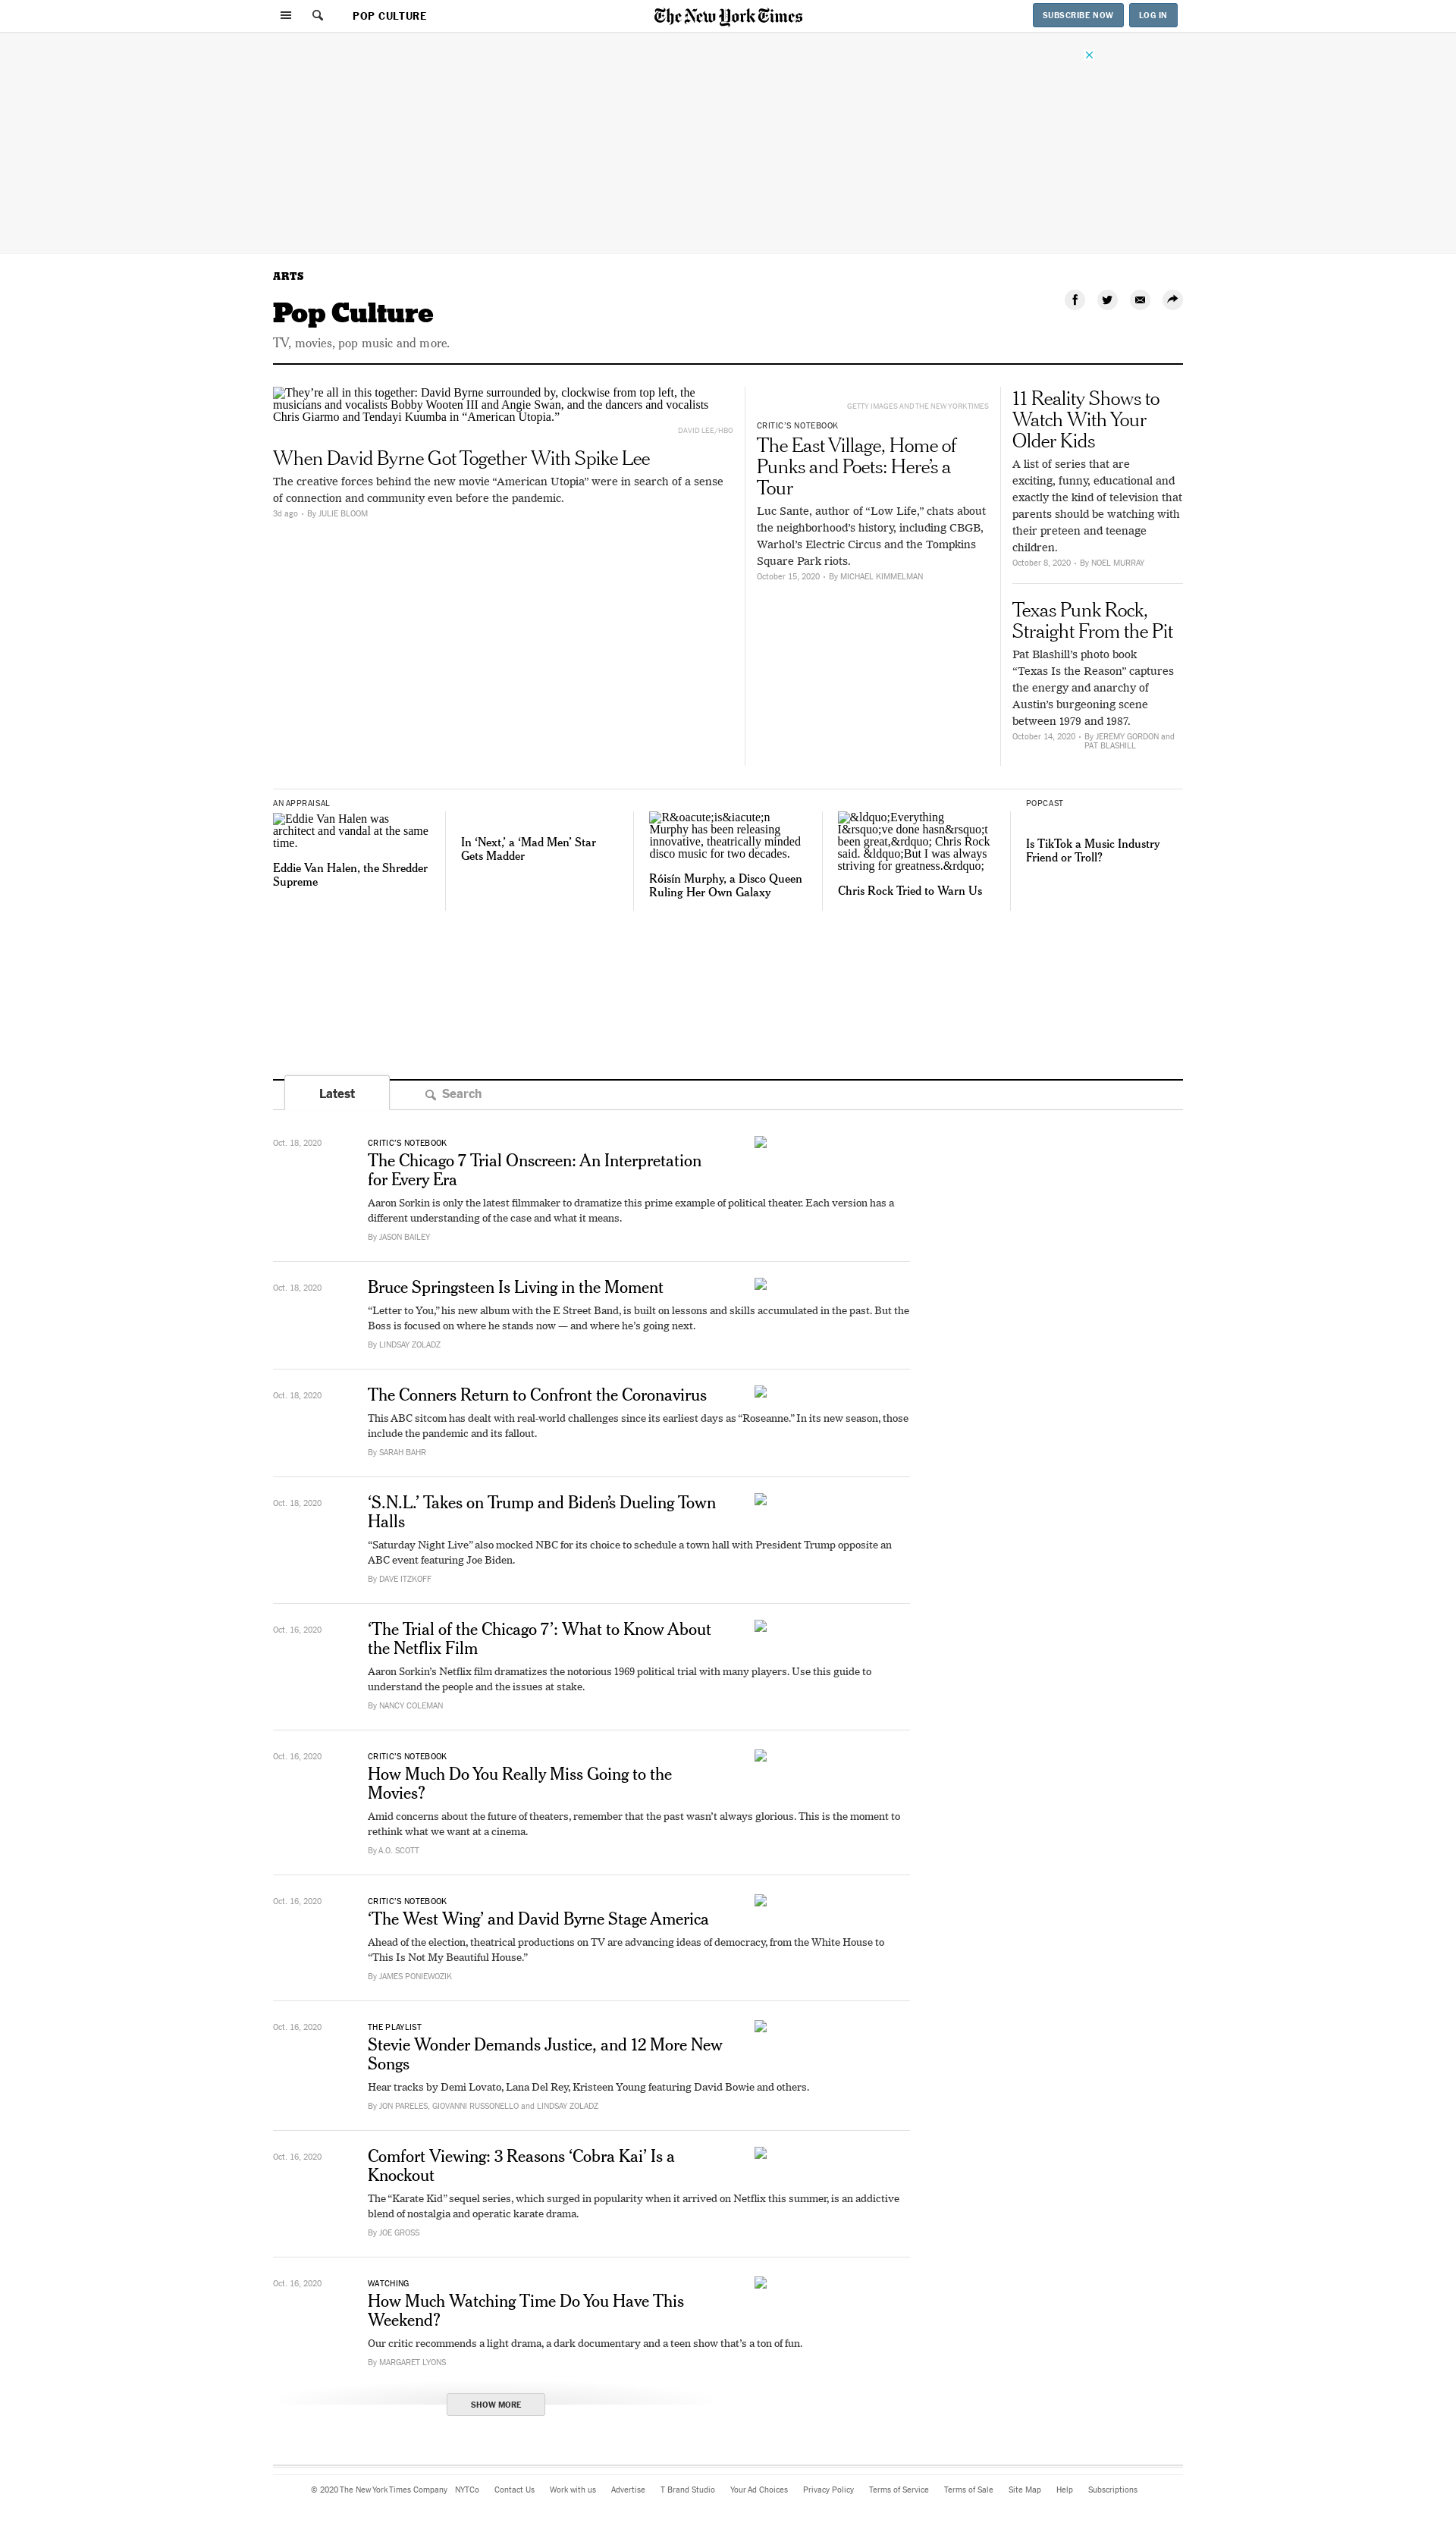 POP CULTURE
The New York Times
SUBSCRIBE NOW
LOG IN
ARTS
Pop Culture
TV, movies, pop music and more.
They’re all in this together: David Byrne surrounded by, clockwise from top left, the
musicians and vocalists Bobby Wooten III and Angie Swan, and the dancers and vocalists
Chris Giarmo and Tendayi Kuumba in “American Utopia.”
DAVID LEE/HBO
When David Byrne Got Together With Spike Lee
The creative forces behind the new movie “American Utopia” were in search of a sense
of connection and community even before the pandemic.
3d ago • By JULIE BLOOM
GETTY IMAGES AND THE NEW YORK TIMES
CRITIC’S NOTEBOOK
The East Village, Home of
Punks and Poets: Here’s a
Tour
Luc Sante, author of “Low Life,” chats about
the neighborhood’s history, including CBGB,
Warhol’s Electric Circus and the Tompkins
Square Park riots.
October 15, 2020 • By MICHAEL KIMMELMAN
11 Reality Shows to
Watch With Your
Older Kids
A list of series that are
exciting, funny, educational and
exactly the kind of television that
parents should be watching with
their preteen and teenage
children.
October 8, 2020 • By NOEL MURRAY
Texas Punk Rock,
Straight From the Pit
Pat Blashill’s photo book
“Texas Is the Reason” captures
the energy and anarchy of
Austin’s burgeoning scene
between 1979 and 1987.
October 14, 2020 • By JEREMY GORDON and
PAT BLASHILL
AN APPRAISAL
Eddie Van Halen was
architect and vandal at the same
time.
Eddie Van Halen, the Shredder
Supreme
In ‘Next,’ a ‘Mad Men’ Star
Gets Madder
R&oacute;is&iacute;n
Murphy has been releasing
innovative, theatrically minded
disco music for two decades.
Róisín Murphy, a Disco Queen
Ruling Her Own Galaxy
&ldquo;Everything
I&rsquo;ve done hasn&rsquo;t
been great,&rdquo; Chris Rock
said. &ldquo;But I was always
striving for greatness.&rdquo;
Chris Rock Tried to Warn Us
POPCAST
Is TikTok a Music Industry
Friend or Troll?
Latest
Search
Oct. 18, 2020
CRITIC’S NOTEBOOK
The Chicago 7 Trial Onscreen: An Interpretation
for Every Era
Aaron Sorkin is only the latest filmmaker to dramatize this prime example of political theater. Each version has a
different understanding of the case and what it means.
By JASON BAILEY
Oct. 18, 2020
Bruce Springsteen Is Living in the Moment
“Letter to You,” his new album with the E Street Band, is built on lessons and skills accumulated in the past. But the
Boss is focused on where he stands now — and where he’s going next.
By LINDSAY ZOLADZ
Oct. 18, 2020
The Conners Return to Confront the Coronavirus
This ABC sitcom has dealt with real-world challenges since its earliest days as “Roseanne.” In its new season, those
include the pandemic and its fallout.
By SARAH BAHR
Oct. 18, 2020
‘S.N.L.’ Takes on Trump and Biden’s Dueling Town
Halls
“Saturday Night Live” also mocked NBC for its choice to schedule a town hall with President Trump opposite an
ABC event featuring Joe Biden.
By DAVE ITZKOFF
Oct. 16, 2020
‘The Trial of the Chicago 7’: What to Know About
the Netflix Film
Aaron Sorkin’s Netflix film dramatizes the notorious 1969 political trial with many players. Use this guide to
understand the people and the issues at stake.
By NANCY COLEMAN
Oct. 16, 2020
CRITIC’S NOTEBOOK
How Much Do You Really Miss Going to the
Movies?
Amid concerns about the future of theaters, remember that the past wasn’t always glorious. This is the moment to
rethink what we want at a cinema.
By A.O. SCOTT
Oct. 16, 2020
CRITIC’S NOTEBOOK
‘The West Wing’ and David Byrne Stage America
Ahead of the election, theatrical productions on TV are advancing ideas of democracy, from the White House to
“This Is Not My Beautiful House.”
By JAMES PONIEWOZIK
Oct. 16, 2020
THE PLAYLIST
Stevie Wonder Demands Justice, and 12 More New
Songs
Hear tracks by Demi Lovato, Lana Del Rey, Kristeen Young featuring David Bowie and others.
By JON PARELES, GIOVANNI RUSSONELLO and LINDSAY ZOLADZ
Oct. 16, 2020
Comfort Viewing: 3 Reasons ‘Cobra Kai’ Is a
Knockout
The “Karate Kid” sequel series, which surged in popularity when it arrived on Netflix this summer, is an addictive
blend of nostalgia and operatic karate drama.
By JOE GROSS
Oct. 16, 2020
WATCHING
How Much Watching Time Do You Have This
Weekend?
Our critic recommends a light drama, a dark documentary and a teen show that’s a ton of fun.
By MARGARET LYONS
SHOW MORE
© 2020 The New York Times Company NYTCo Contact Us Work with us Advertise T Brand Studio Your Ad Choices Privacy Policy Terms of Service Terms of Sale Site Map Help Subscriptions